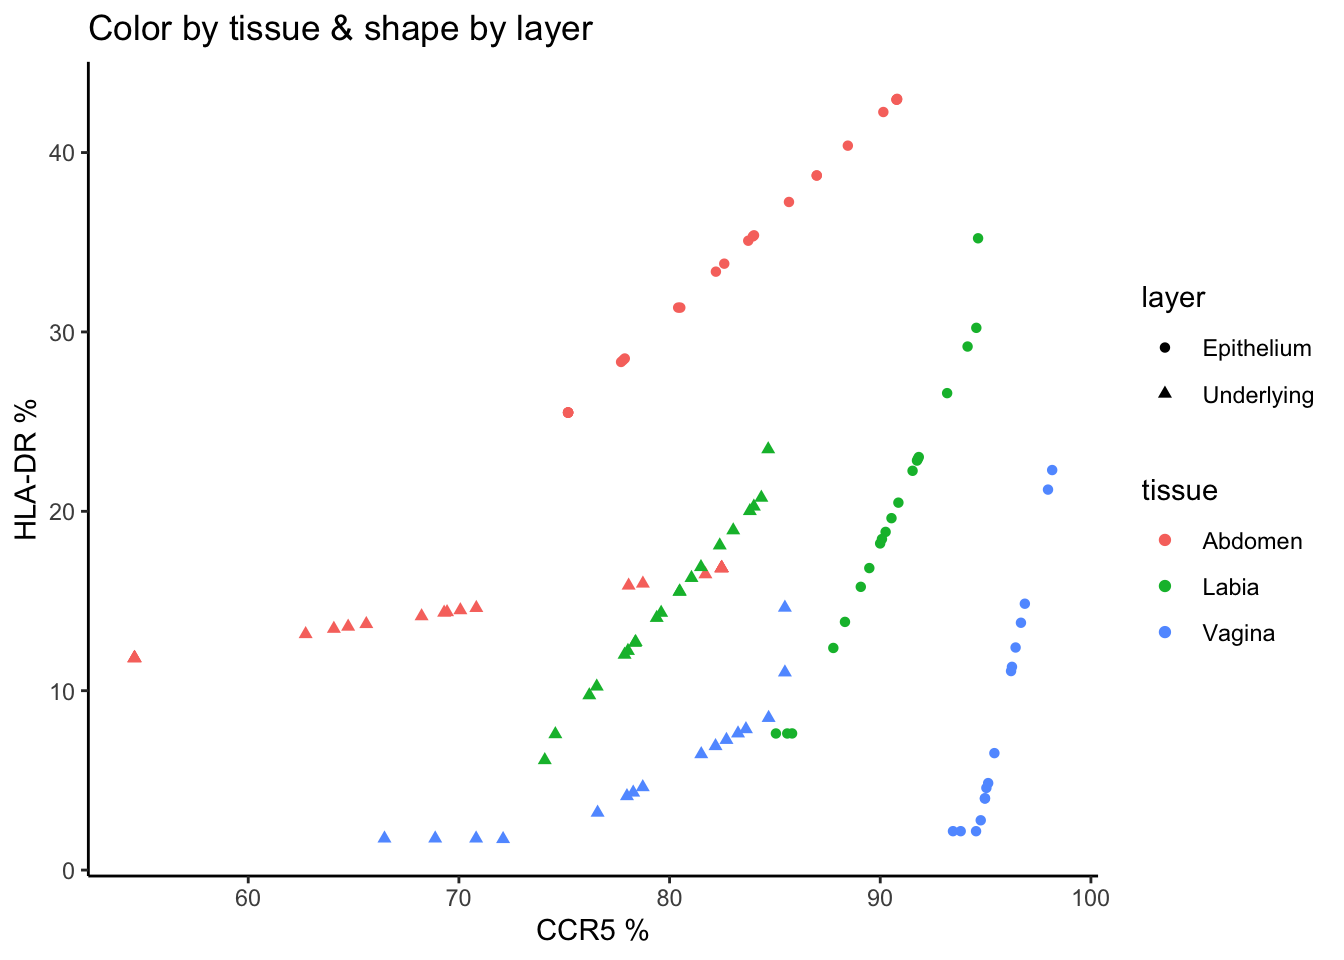 Color by tissue & shape by layer
HLA-DR %
40
30
20
10
0
60
70
80
90
100
CCR5 %
layer
Epithelium
Underlying
tissue
Abdomen
Labia
Vagina